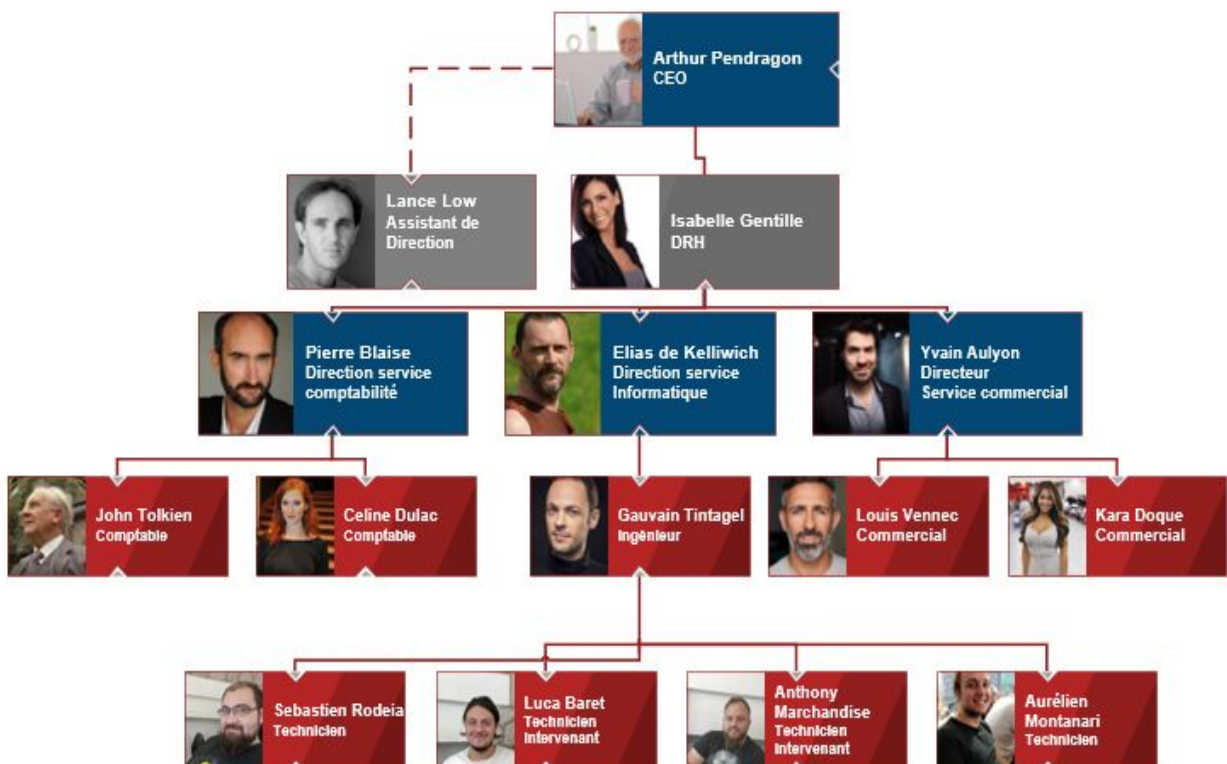 Arthur Pendragon
CEO
Lance Low
Assistant de
Direction
Isabelle Gentille
DRH
Pierre Blaise
Direction service
comptabilité
Elias de Kelliwich
Direction service
Informatique
Yvain Aulyon
Directeur
Service commercial
John Tolkien
Comptable
Celine Dulac
Comptable
Gauvain Tintagel
Ingénieur
Louis Vennec
Commercial
Kara Doque
Commercial
Sebastien Rodeia
Technicien
Luca Baret
Technicien
Intervenant
Anthony
Marchandise
Technicien
Intervenant
Aurélien
Montanari
Technicien